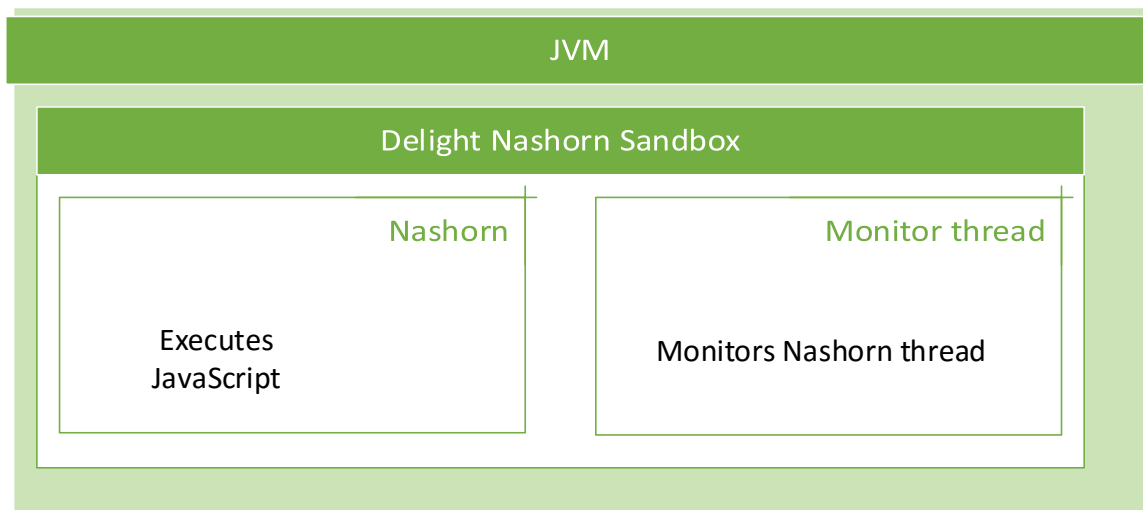 JVM
Delight Nashorn Sandbox
Nashorn
Executes
JavaScript
Monitor thread
Monitors Nashorn thread